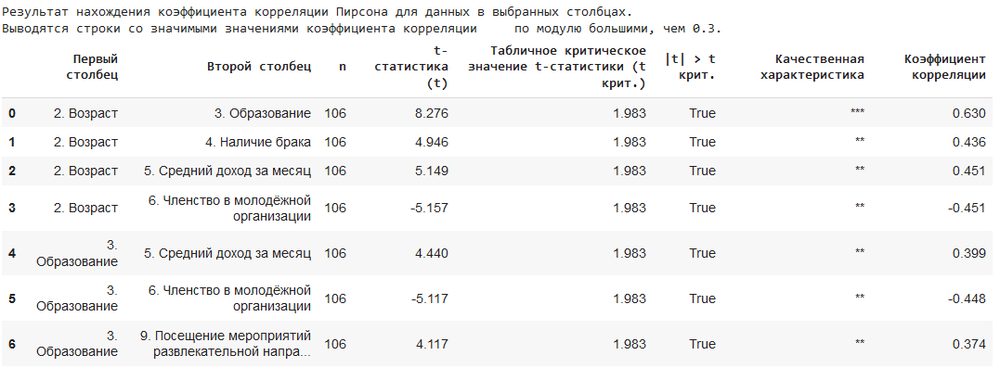 Результат нахождения коэффициента корреляции Пирсона для данных в выбранных столбцах.
Выводятся строки со значимыми значениями коэффициента корреляции по модулю большими, чем 0.3.
Первый столбец Второй столбец n t-статистика (t) Табличное критическое значение t-статистики (t крит.) |t| > t крит. Качественная характеристика Коэффициент корреляции
0 2. Возраст 3. Образование 106 8.276 1.983 True *** 0.630
1 2. Возраст 4. Наличие брака 106 4.946 1.983 True ** 0.436
2 2. Возраст 5. Средний доход за месяц 106 5.149 1.983 True ** 0.451
3 2. Возраст 6. Членство в молодёжной организации 106 -5.157 1.983 True ** -0.451
4 3. Образование 5. Средний доход за месяц 106 4.440 1.983 True ** 0.399
5 3. Образование 6. Членство в молодёжной организации 106 -5.117 1.983 True ** -0.448
6 3. Образование 9. Посещение мероприятий развлекательной напра... 106 4.117 1.983 True ** 0.374